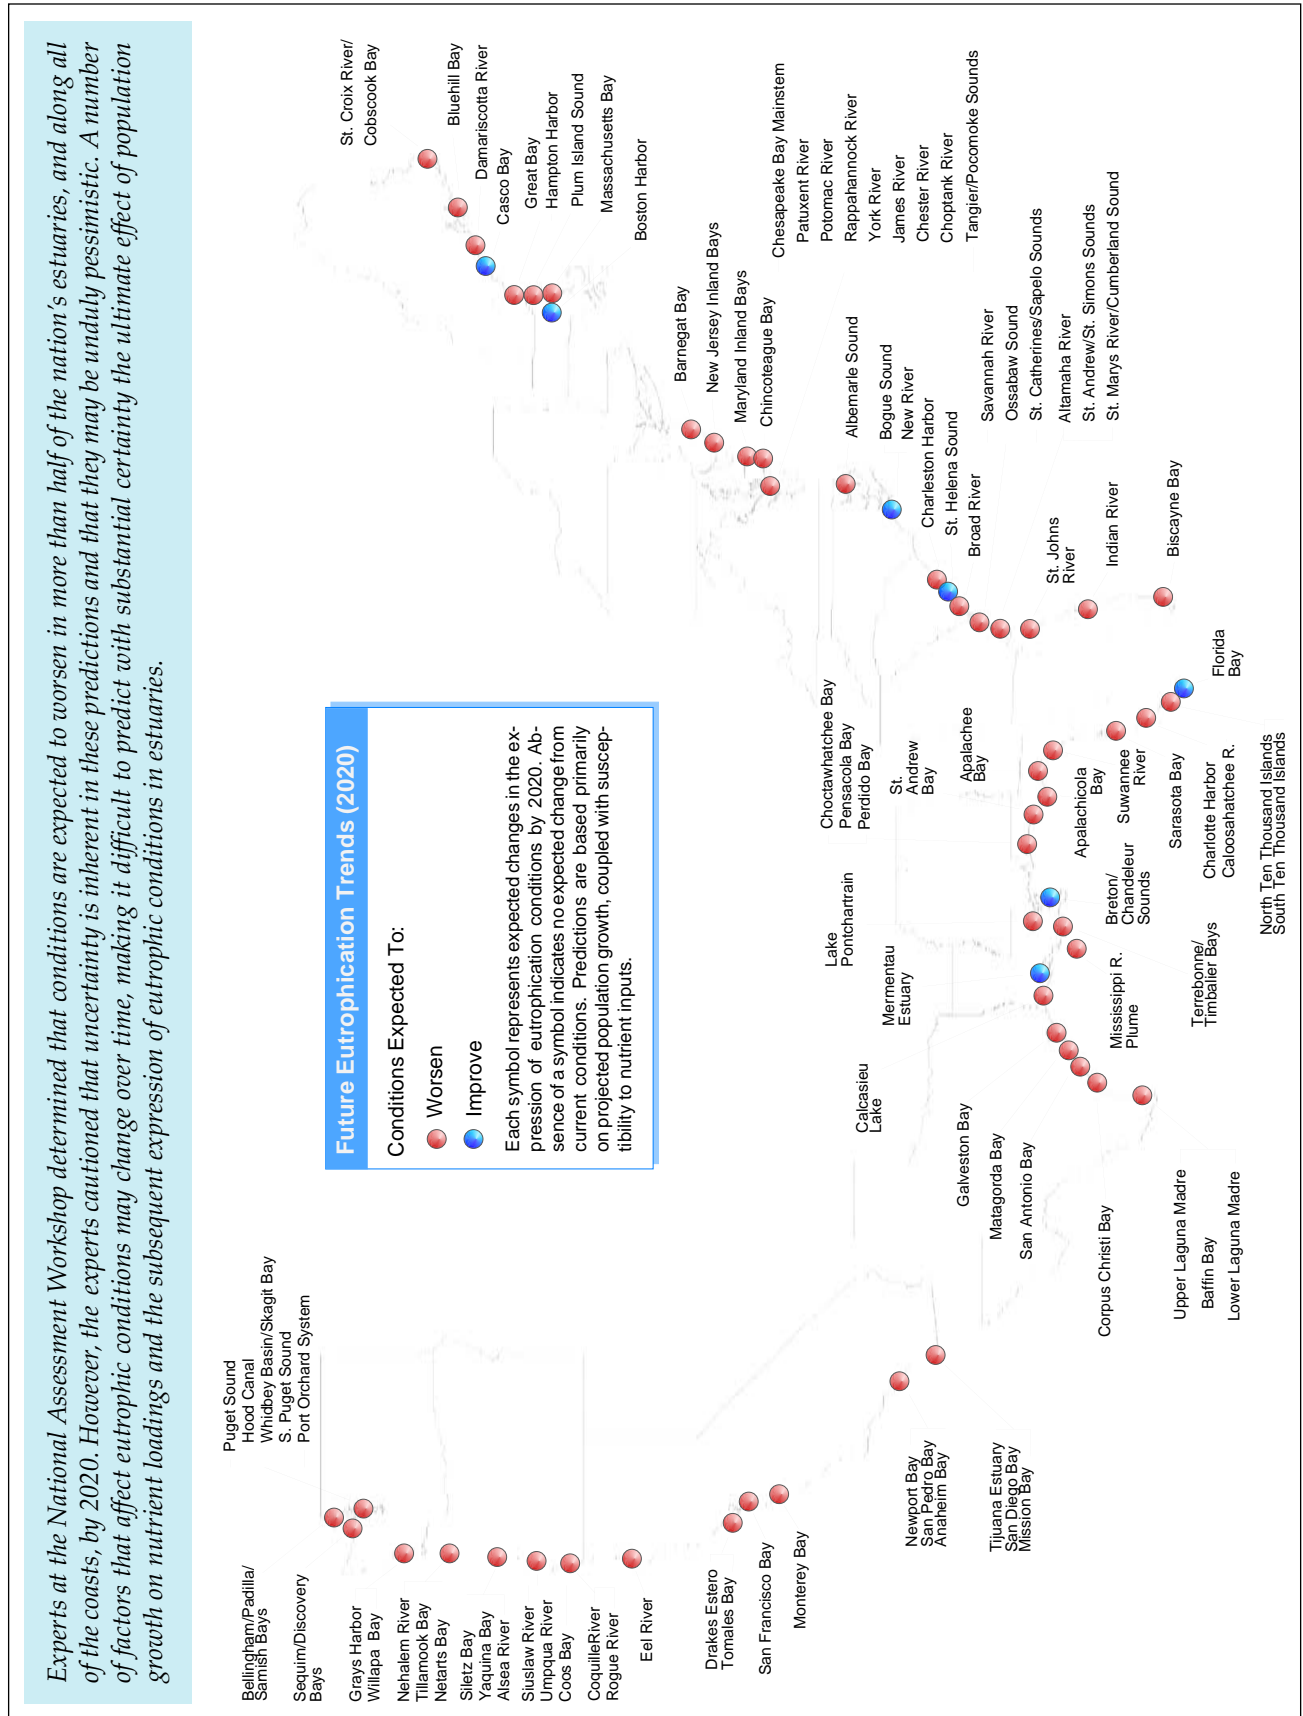 Experts at the National Assessment Workshop determined that conditions are expected to worsen in more than half of the nation's estuaries, and along all
of the coasts, by 2020. However, the experts cautioned that uncertainty is inherent in these predictions and that they may be unduly pessimistic. A number
of factors that affect eutrophic conditions may change over time, making it difficult to predict with substantial certainty the ultimate effect of population
growth on nutrient loadings and the subsequent expression of eutrophic conditions in estuaries.
Puget Sound
Hood Canal
Whidbey Basin/Skagit Bay
S. Puget Sound
Port Orchard System
Bellingham/Padilla/
Samish Bays
Sequim/Discovery
Bays
Grays Harbor
Willapa Bay
Nehalem River
Tillamook Bay
Netarts Bay
Siletz Bay
Yaquina Bay
Alsea River
Siuslaw River
Umpqua River
Coos Bay
CoquilleRiver
Rogue River
Eel River
Drakes Estero
Tomales Bay
San Francisco Bay
Monterey Bay
Newport Bay
San Pedro Bay
Anaheim Bay
Tijuana Estuary
San Diego Bay
Mission Bay
Future Eutrophication Trends (2020)
Conditions Expected To:
Worsen
Improve
Each symbol represents expected changes in the ex-
pression of eutrophication conditions by 2020. Ab-
sence of a symbol indicates no expected change from
current conditions. Predictions are based primarily
on projected population growth, coupled with suscep-
tibility to nutrient inputs.
St. Croix River/
Cobscook Bay
Bluehill Bay
Damariscotta River
Casco Bay
Great Bay
Hampton Harbor
Plum Island Sound
Massachusetts Bay
Boston Harbor
Barnegat Bay
New Jersey Inland Bays
Maryland Inland Bays
Chincoteague Bay
Chesapeake Bay Mainstem
Patuxent River
Potomac River
Rappahannock River
York River
James River
Chester River
Choptank River
Tangier/Pocomoke Sounds
Albemarle Sound
Bogue Sound
New River
Charleston Harbor
St. Helena Sound
Broad River
Savannah River
Ossabaw Sound
St. Catherines/Sapelo Sounds
Altamaha River
St. Andrew/St. Simons Sounds
St. Marys River/Cumberland Sound
St. Johns
River
Indian River
Biscayne Bay
Florida
Bay
North Ten Thousand Islands
South Ten Thousand Islands
Charlotte Harbor
Caloosahatchee R.
Sarasota Bay
Suwannee
River
Apalachee
Bay
Apalachicola
Bay
St.
Andrew
Bay
Choctawhatchee Bay
Pensacola Bay
Perdido Bay
Breton/
Chandeleur
Sounds
Lake
Pontchartrain
Terrebonne/
Timbalier Bays
Mississippi R.
Plume
Mermentau
Estuary
Calcasieu
Lake
Galveston Bay
Matagorda Bay
San Antonio Bay
Corpus Christi Bay
Upper Laguna Madre
Baffin Bay
Lower Laguna Madre